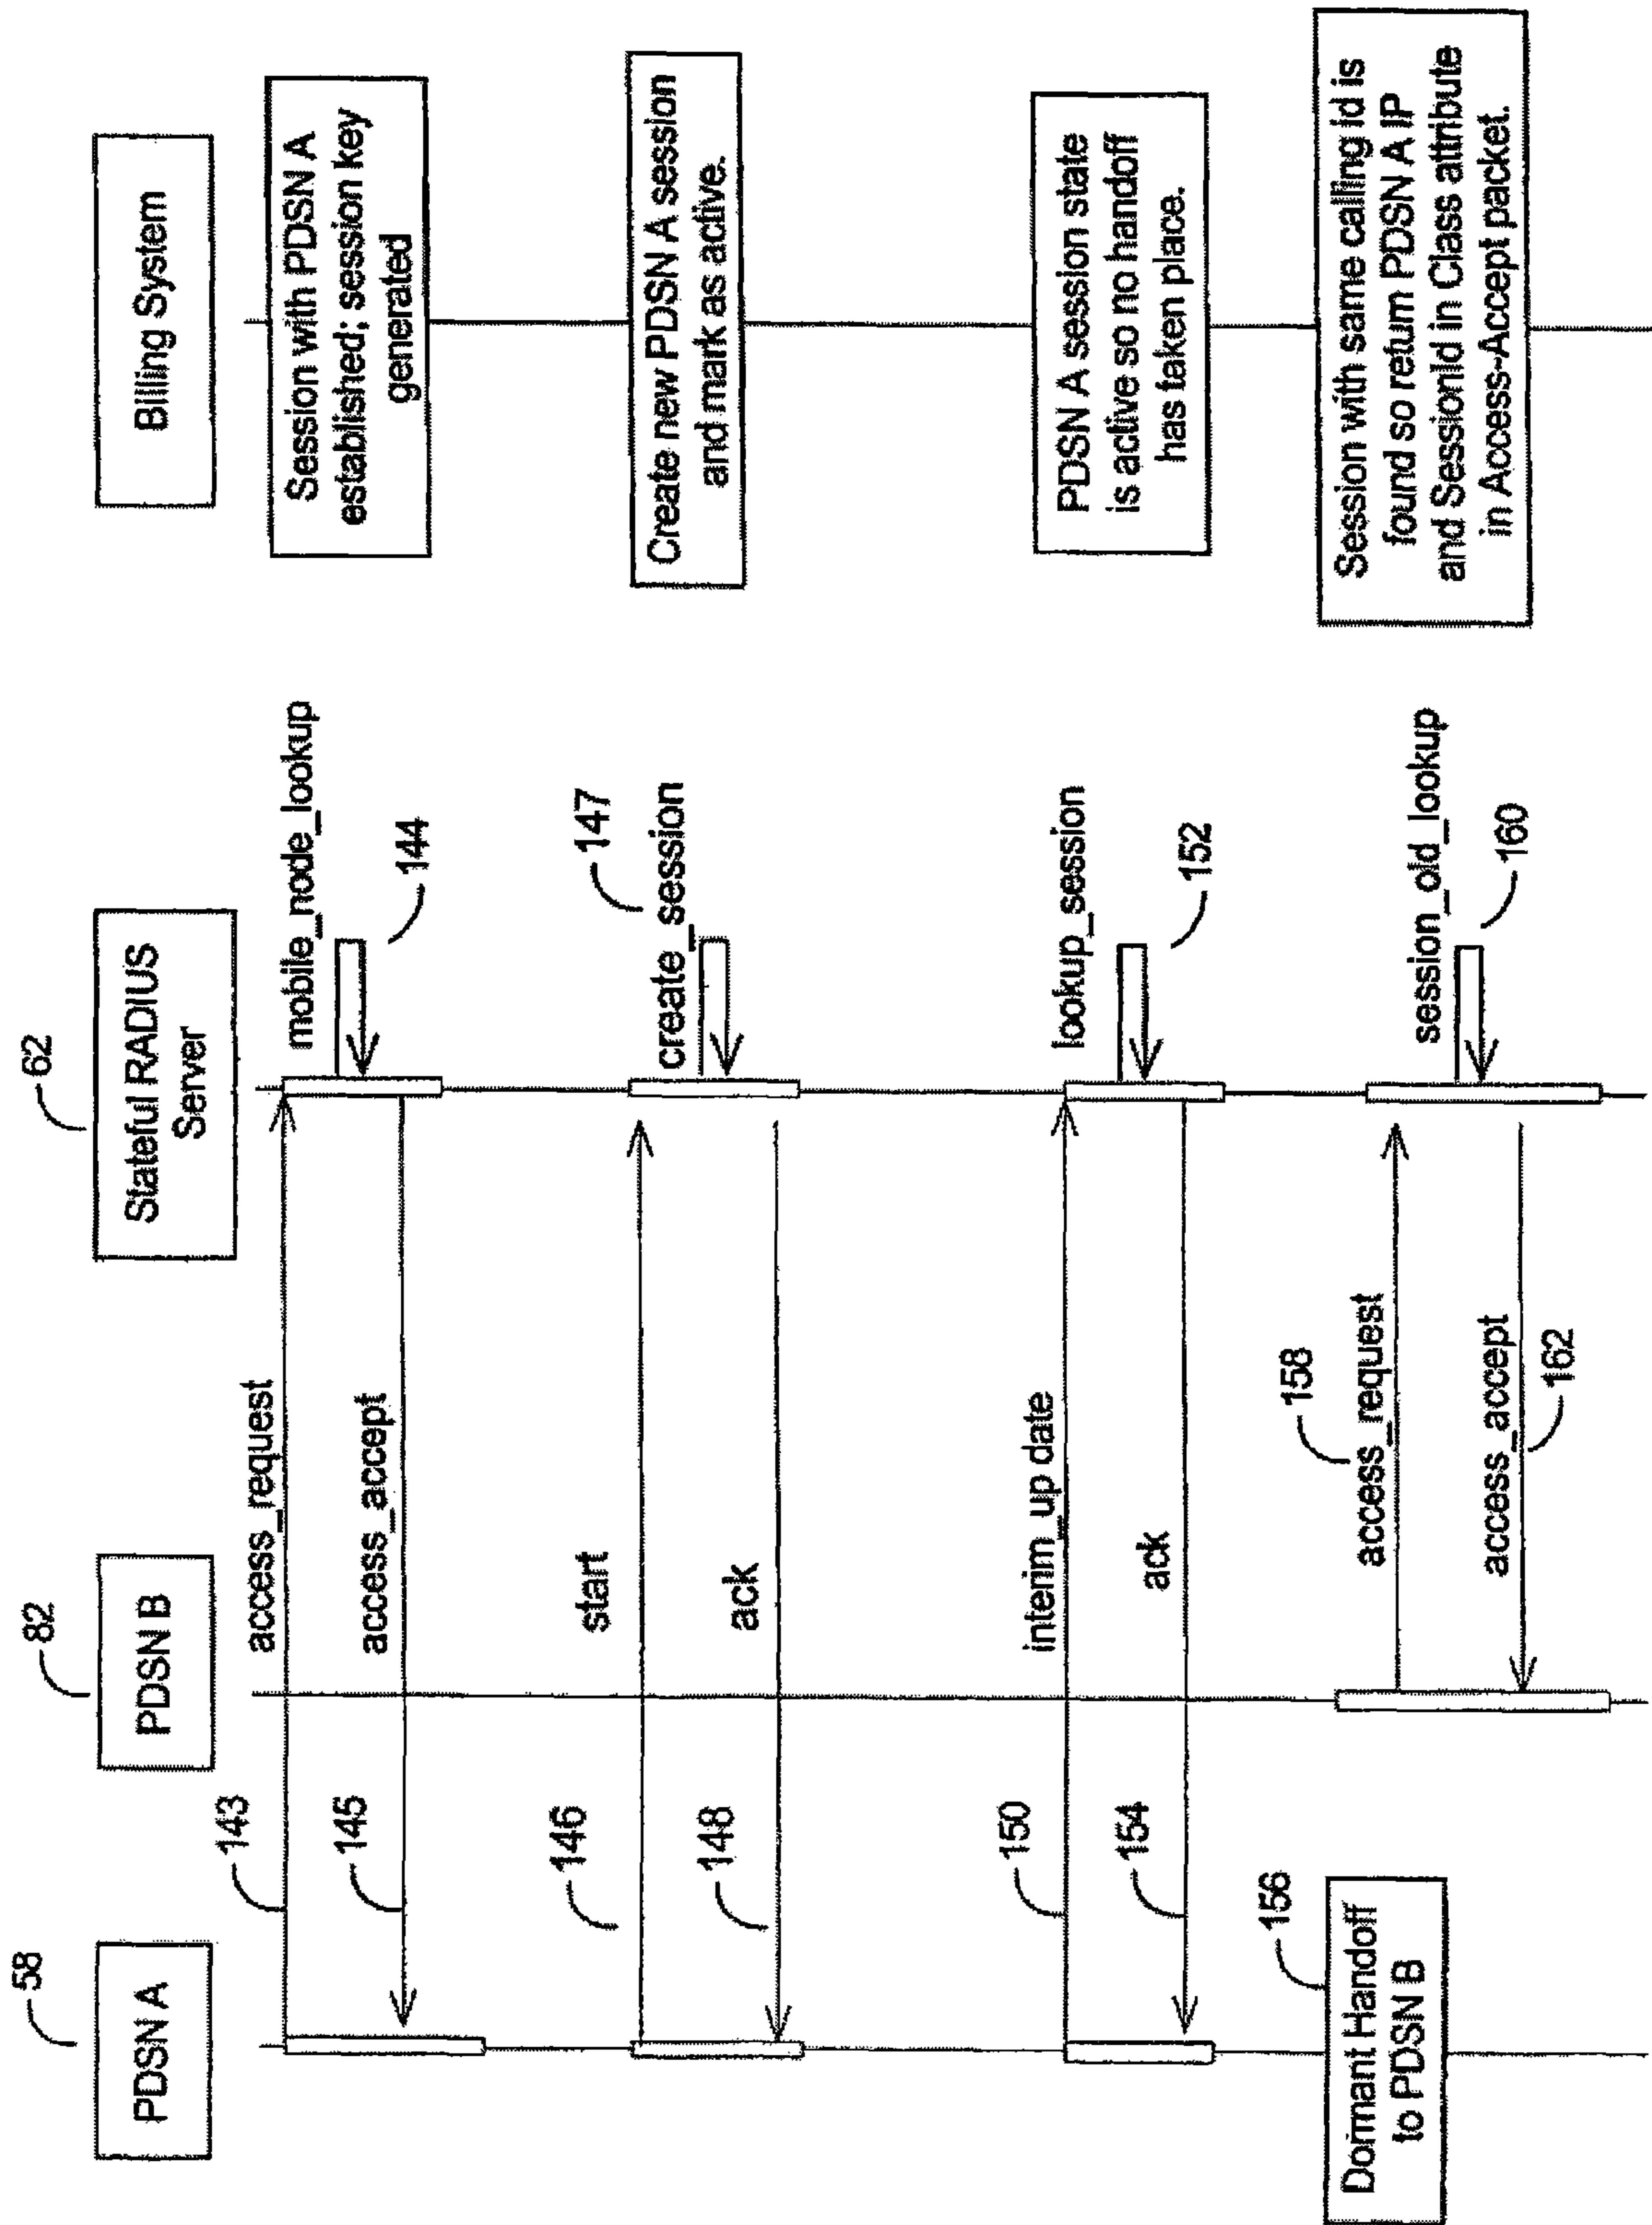 58
PDSN A
82
PDSN B
62
Stateful RADIUS
Server
Billing System
143
access_request
mobile_node_lookup
144
Session with PDSN A
established; session key
generated
145
access_accept
146
start
147
create_session
Create new PDSN A session
and mark as active.
148
ack
150
interim_up date
lookup_session
152
PDSN A session state
is active so no handoff
has taken place.
154
ack
156
Dormant Handoff
to PDSN B
158
access_request
session_old_lookup
160
Session with same calling id is
found so return PDSN A IP
and SessionId in Class attribute
in Access-Accept packet.
access_accept
162